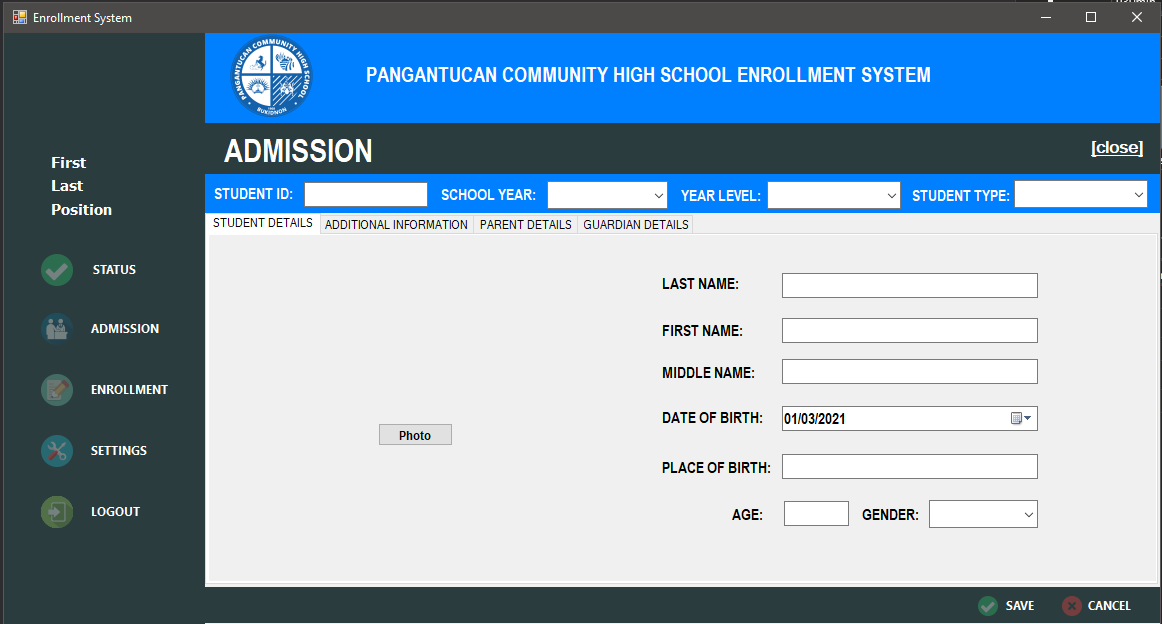 Enrollment System
PANGANTUCAN COMMUNITY HIGH SCHOOL
BUKIDNON
PANGANTUCAN COMMUNITY HIGH SCHOOL ENROLLMENT SYSTEM
ADMISSION
[close]
First
Last
Position
STUDENT ID: SCHOOL YEAR: YEAR LEVEL: STUDENT TYPE:
STUDENT DETAILS ADDITIONAL INFORMATION PARENT DETAILS GUARDIAN DETAILS
STATUS
ADMISSION
ENROLLMENT
SETTINGS
LOGOUT
LAST NAME:
FIRST NAME:
MIDDLE NAME:
DATE OF BIRTH: 01/03/2021
Photo
PLACE OF BIRTH:
AGE: GENDER:
SAVE CANCEL